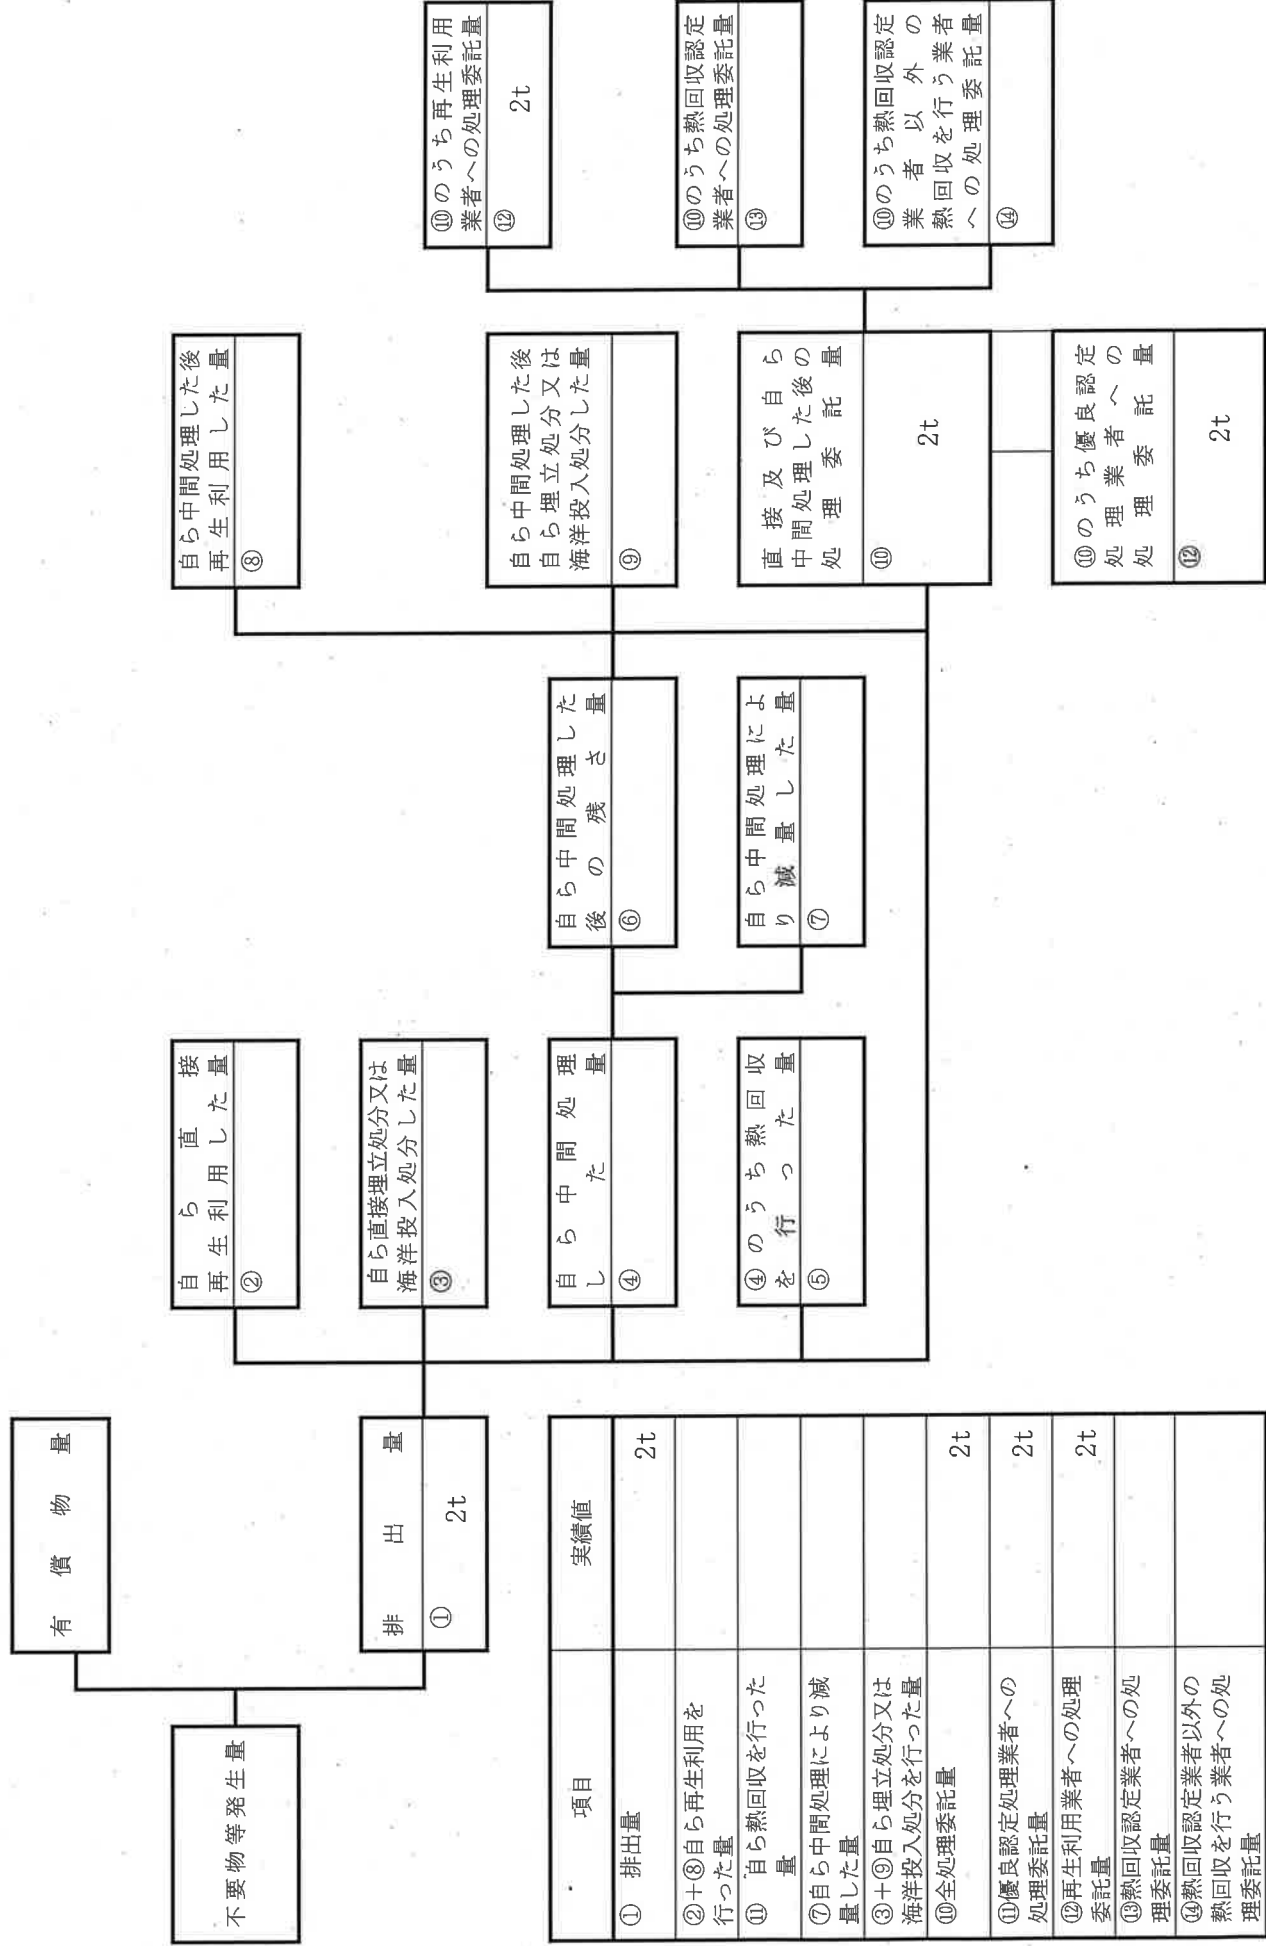 不要物等発生量
有償物量
排出量
① 2t
自ら直接
再生利用した量
②
自ら直接埋立処分又は
海洋投入処分した量
③
自ら中間処理
した量
④
④のうち熱回収
を行った量
⑤
自ら中間処理した
後の残さ量
⑥
自ら中間処理によ
り減量した量
⑦
自ら中間処理した後
再生利用した量
⑧
自ら中間処理した後
自ら埋立処分又は
海洋投入処分した量
⑨
直接及び自ら
中間処理した後の
処理委託量
⑩ 2t
⑩のうち優良認定
処理業者への
処理委託量
⑫ 2t
⑩のうち再生利用
業者への処理委託量
⑫ 2t
⑩のうち熱回収認定
業者への処理委託量
⑬
⑩のうち熱回収認定
業者以外の
熱回収を行う業者
への処理委託量
⑭
項目 実績値
① 排出量 2t
②+⑧自ら再生利用を
行った量
⑪ 自ら熱回収を行った
量
⑦自ら中間処理により減
量した量
③+⑨自ら埋立処分又は
海洋投入処分を行った量
⑩全処理委託量 2t
⑪優良認定処理業者への
処理委託量 2t
⑫再生利用業者への処理
委託量 2t
⑬熱回収認定業者への処
理委託量
⑭熱回収認定業者以外の
熱回収を行う業者への処
理委託量